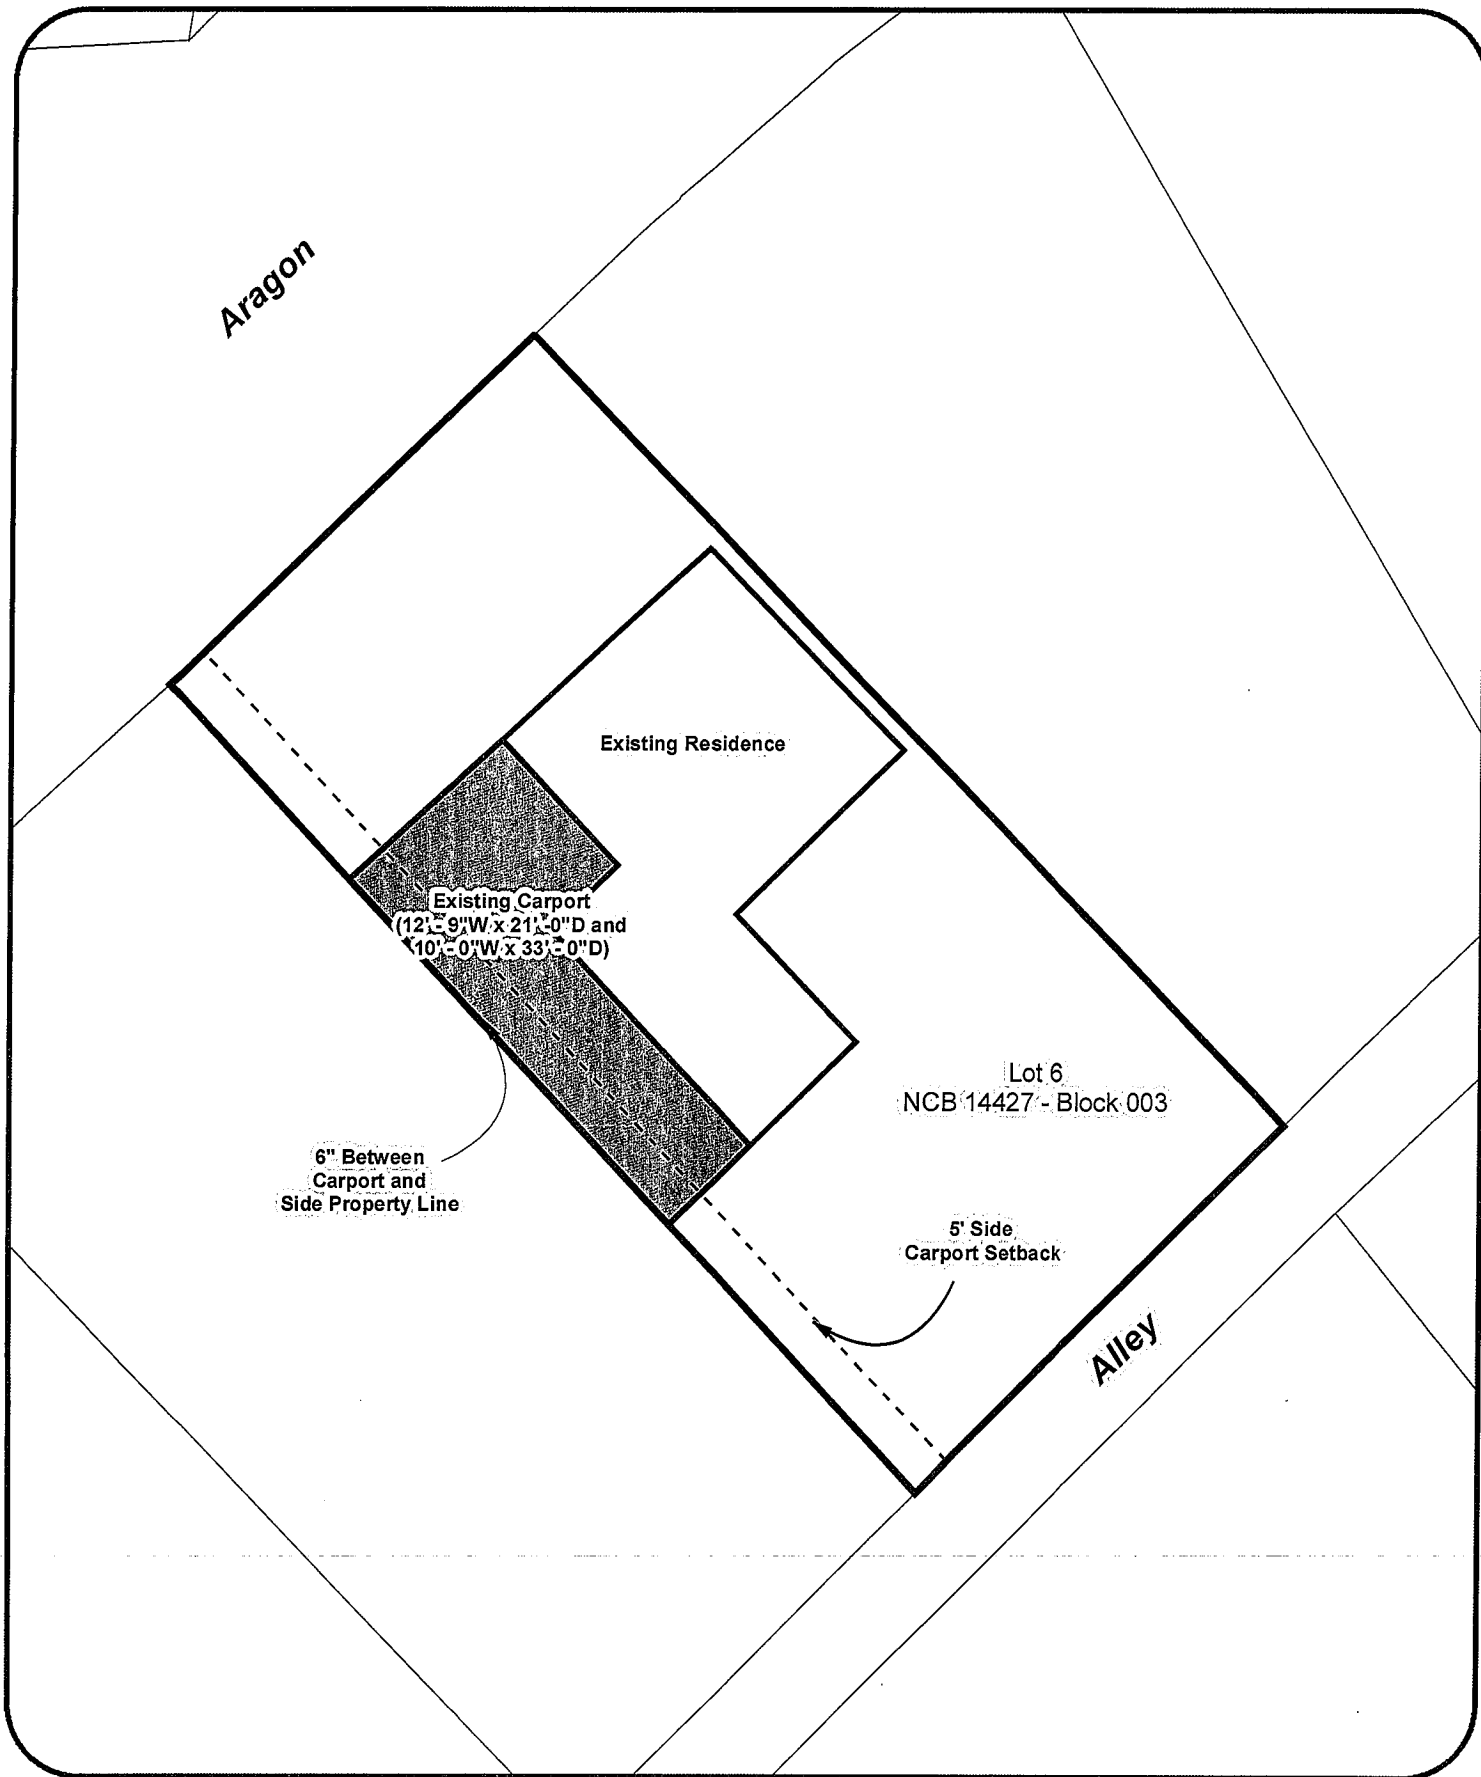 Aragon
Existing Residence
Existing Carport
(12' - 9"W x 21' -0"D and
10' - 0"W x 33' - 0"D)
Lot 6
NCB 14427 - Block 003
6" Between
Carport and
Side Property Line
5' Side
Carport Setback
Alley